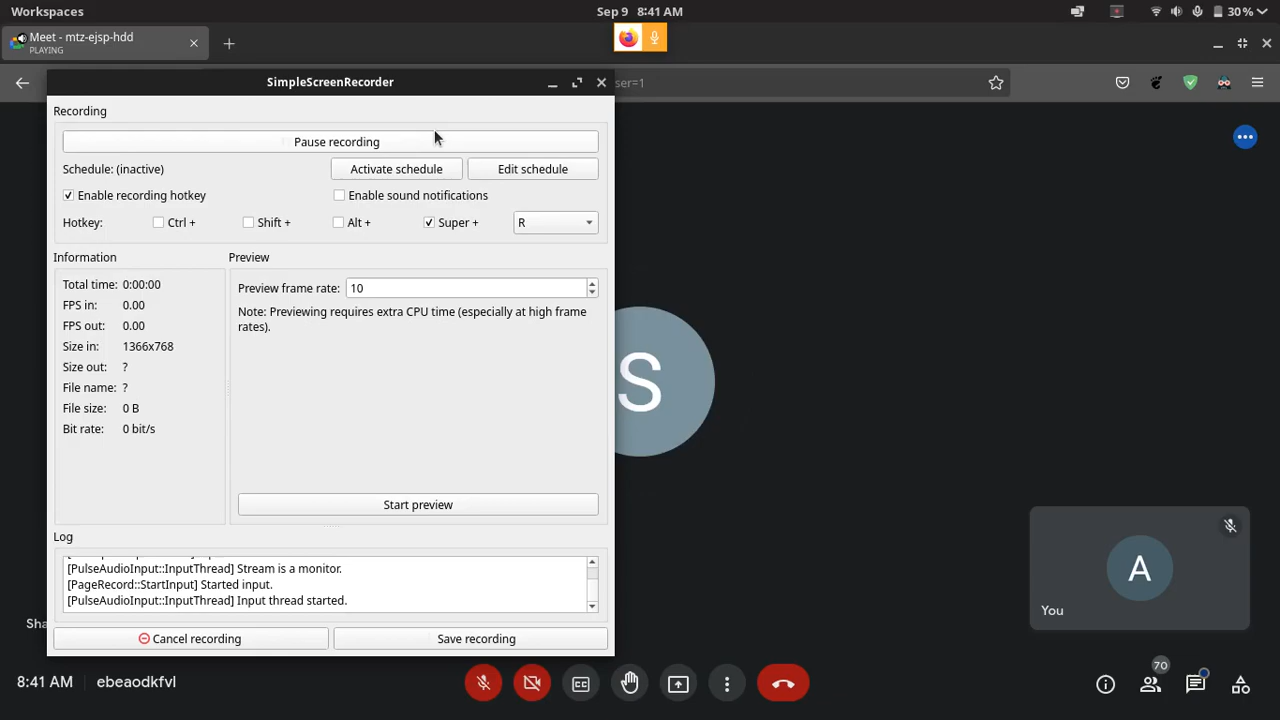 Workspaces
Sep 9 8:41 AM
30%
Meet - mtz-ejsp-hdd
PLAYING
ser=1
SimpleScreenRecorder
Recording
Pause recording
Schedule: (inactive)
Activate schedule
Edit schedule
Enable recording hotkey
Enable sound notifications
Hotkey:
Ctrl +
Shift +
Alt +
Super +
R
Information
Total time: 0:00:00
FPS in: 0.00
FPS out: 0.00
Size in: 1366x768
Size out: ?
File name: ?
File size: 0 B
Bit rate: 0 bit/s
Preview
Preview frame rate: 10
Note: Previewing requires extra CPU time (especially at high frame
rates).
Start preview
Log
[PulseAudioInput::InputThread] Stream is a monitor.
[PageRecord::StartInput] Started input.
[PulseAudioInput::InputThread] Input thread started.
Cancel recording
Save recording
S
A
You
Sha
8:41 AM
ebeaodkfvl
70